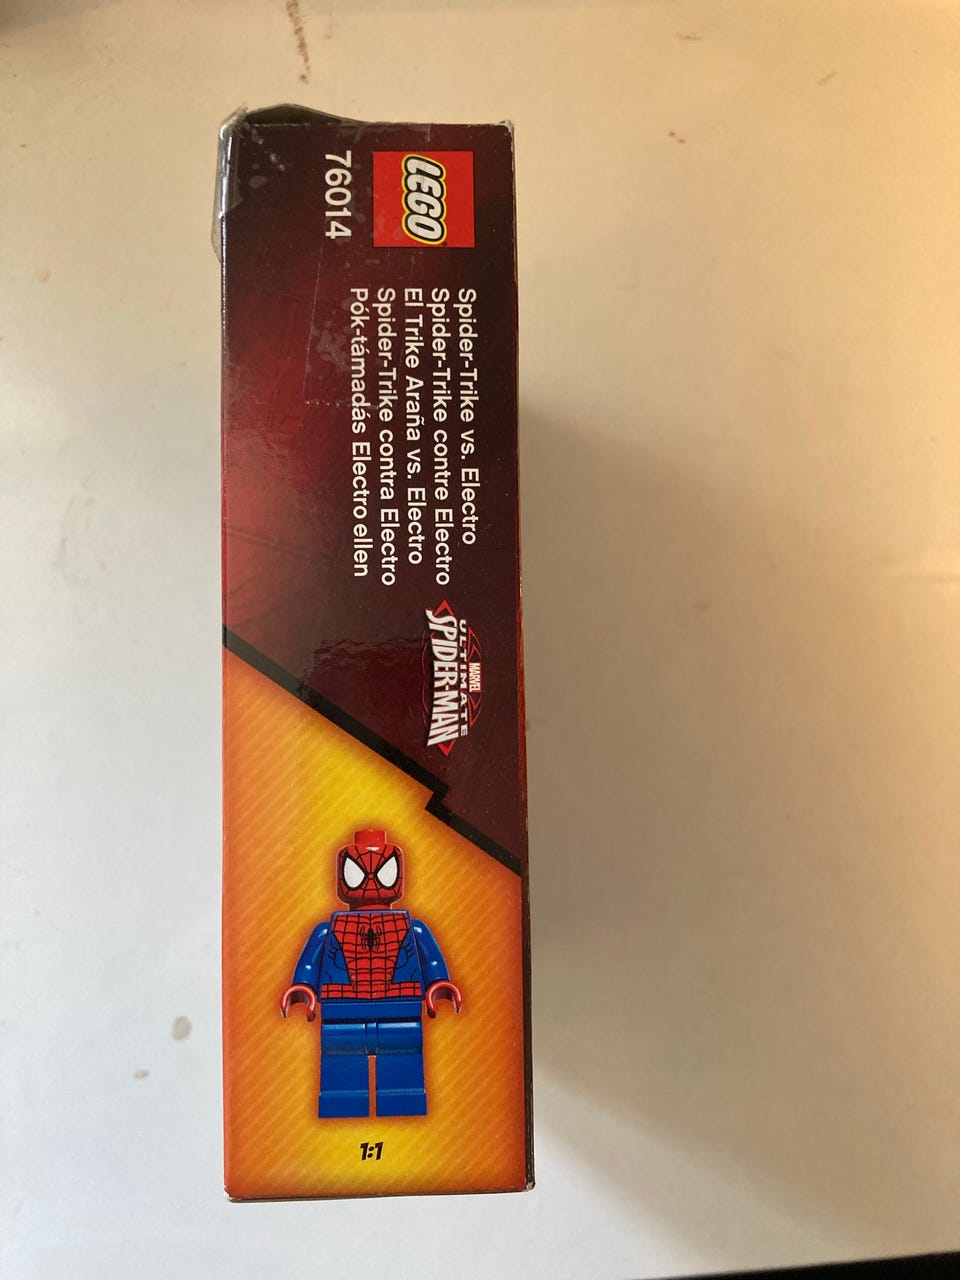 LEGO
76014
Spider-Trike vs. Electro
Spider-Trike contre Electro
El Trike Araña vs. Electro
Spider-Trike contra Electro
Pók-támadás Electro ellen
MARVEL
ULTIMATE
SPIDER-MAN
1:1